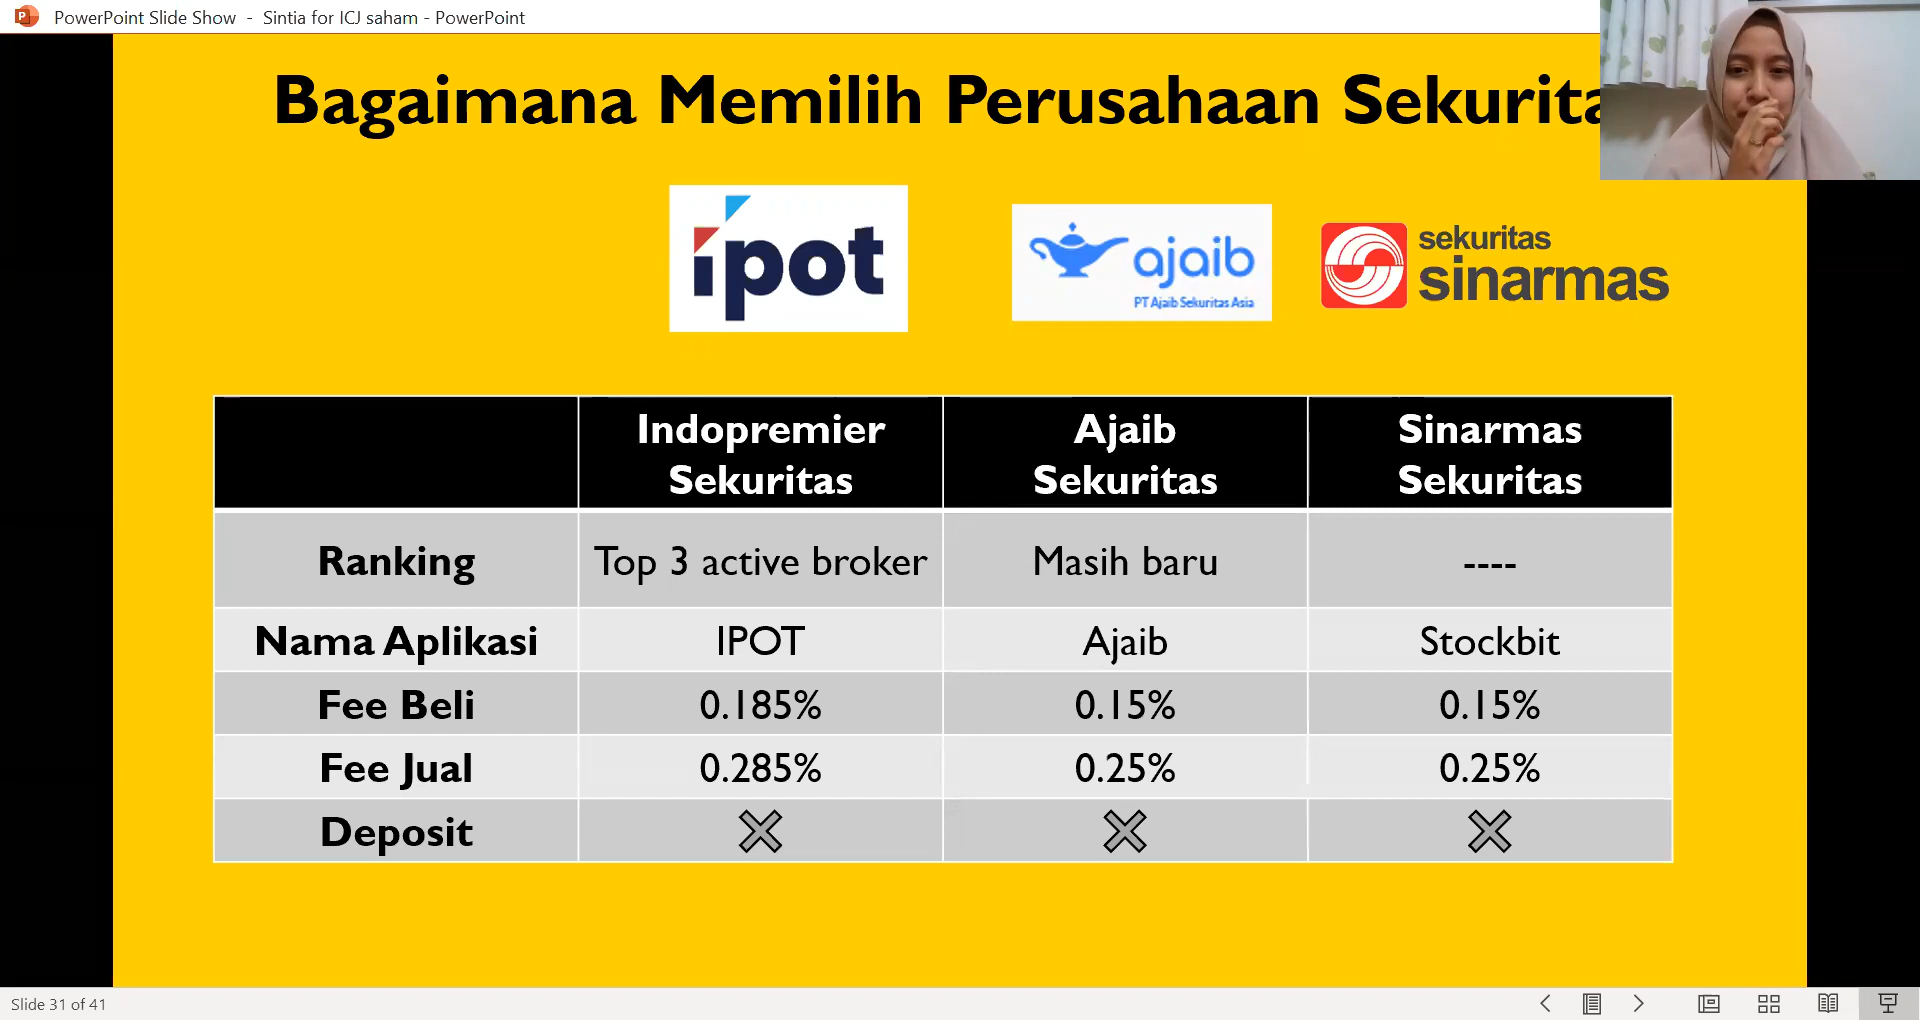 PowerPoint Slide Show - Sintia for ICJ saham - PowerPoint
Bagaimana Memilih Perusahaan Sekurita
ipot
ajaib
PT Ajaib Sekuritas Asia
sekuritas
sinarmas
Indopremier Sekuritas Ajaib Sekuritas Sinarmas Sekuritas
Ranking Top 3 active broker Masih baru ----
Nama Aplikasi IPOT Ajaib Stockbit
Fee Beli 0.185% 0.15% 0.15%
Fee Jual 0.285% 0.25% 0.25%
Deposit
Slide 31 of 41